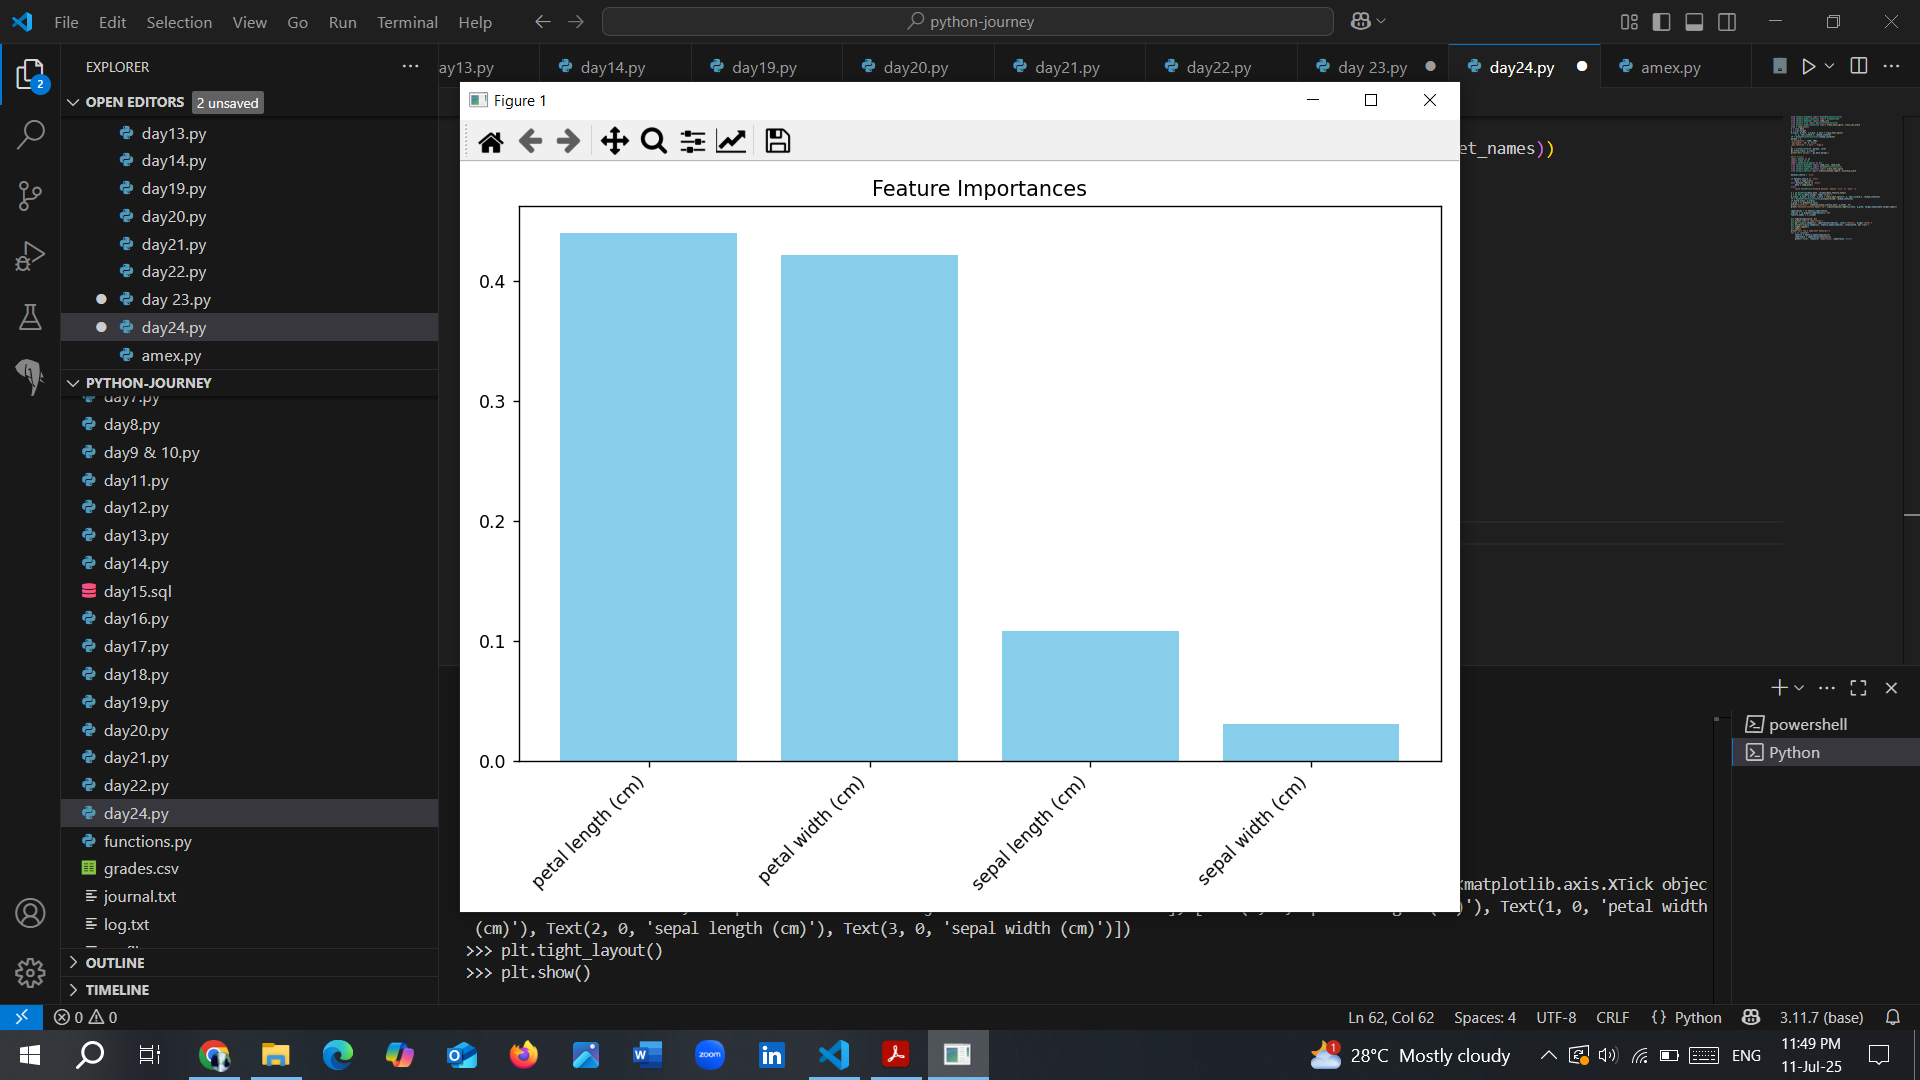 File Edit Selection View Go Run Terminal Help
python-journey
EXPLORER
OPEN EDITORS 2 unsaved
day13.py
day14.py
day19.py
day20.py
day21.py
day22.py
day 23.py
day24.py
amex.py
PYTHON-JOURNEY
day7.py
day8.py
day9 & 10.py
day11.py
day12.py
day13.py
day14.py
day15.sql
day16.py
day17.py
day18.py
day19.py
day20.py
day21.py
day22.py
day24.py
functions.py
grades.csv
journal.txt
log.txt
OUTLINE
TIMELINE
ay13.py day14.py day19.py day20.py day21.py day22.py day 23.py day24.py amex.py
et_names))
Figure 1
Feature Importances
0.4
0.3
0.2
0.1
0.0
petal length (cm)
petal width (cm)
sepal length (cm)
sepal width (cm)
powershell
Python
<matplotlib.axis.XTick objec
'), Text(1, 0, 'petal width
(cm)'), Text(2, 0, 'sepal length (cm)'), Text(3, 0, 'sepal width (cm)')])
>>> plt.tight_layout()
>>> plt.show()
0 0
Ln 62, Col 62 Spaces: 4 UTF-8 CRLF {} Python 3.11.7 (base)
zoom
28°C Mostly cloudy
ENG
11:49 PM
11-Jul-25